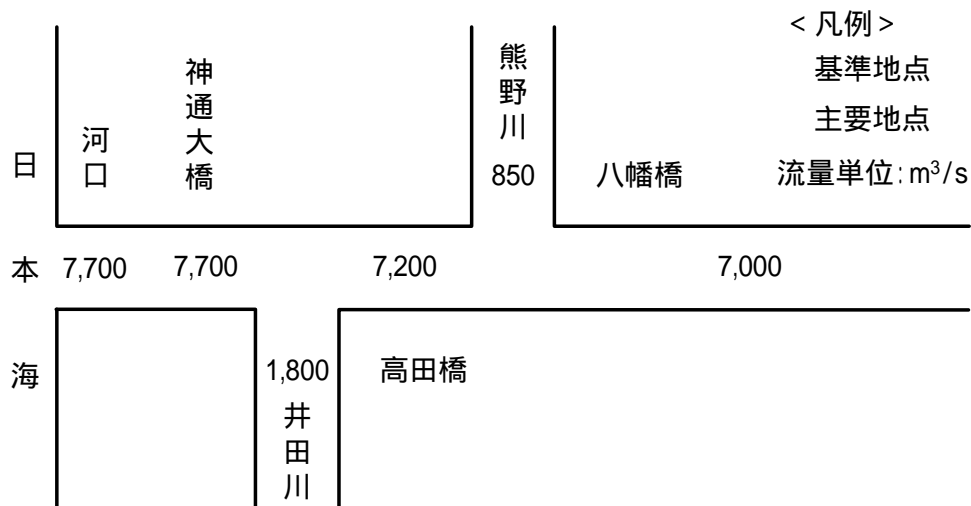 <凡例>
基準地点
主要地点
流量単位:m³/s
日本海
河口
神通大橋
熊野川
850
八幡橋
7,700
7,700
7,200
7,000
1,800
井田川
高田橋